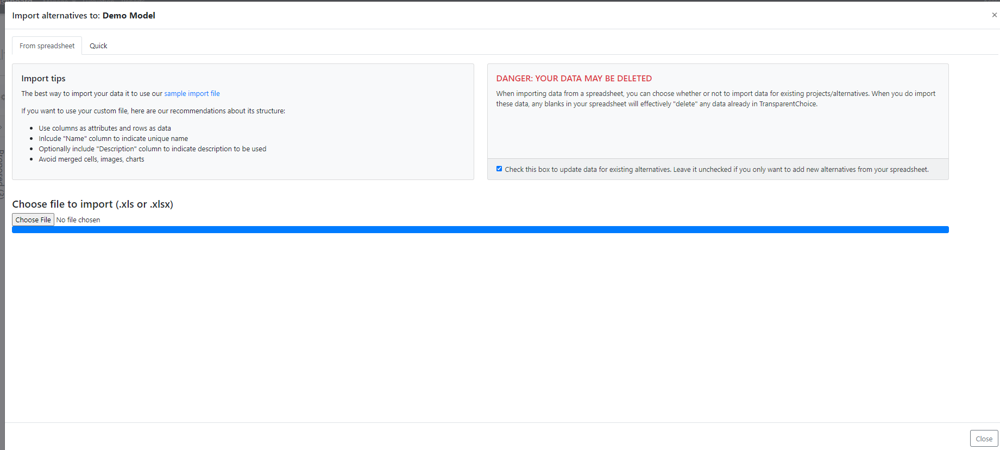 Import alternatives to: Demo Model
×
From spreadsheet
Quick
Import tips
The best way to import your data it to use our sample import file
If you want to use your custom file, here are our recommendations about its structure:
Use columns as attributes and rows as data
Inlcude "Name" column to indicate unique name
Optionally include "Description" column to indicate description to be used
Avoid merged cells, images, charts
DANGER: YOUR DATA MAY BE DELETED
When importing data from a spreadsheet, you can choose whether or not to import data for existing projects/alternatives. When you do import
these data, any blanks in your spreadsheet will effectively "delete" any data already in TransparentChoice.
Check this box to update data for existing alternatives. Leave it unchecked if you only want to add new alternatives from your spreadsheet.
Choose file to import (.xls or .xlsx)
Choose File No file chosen
Close